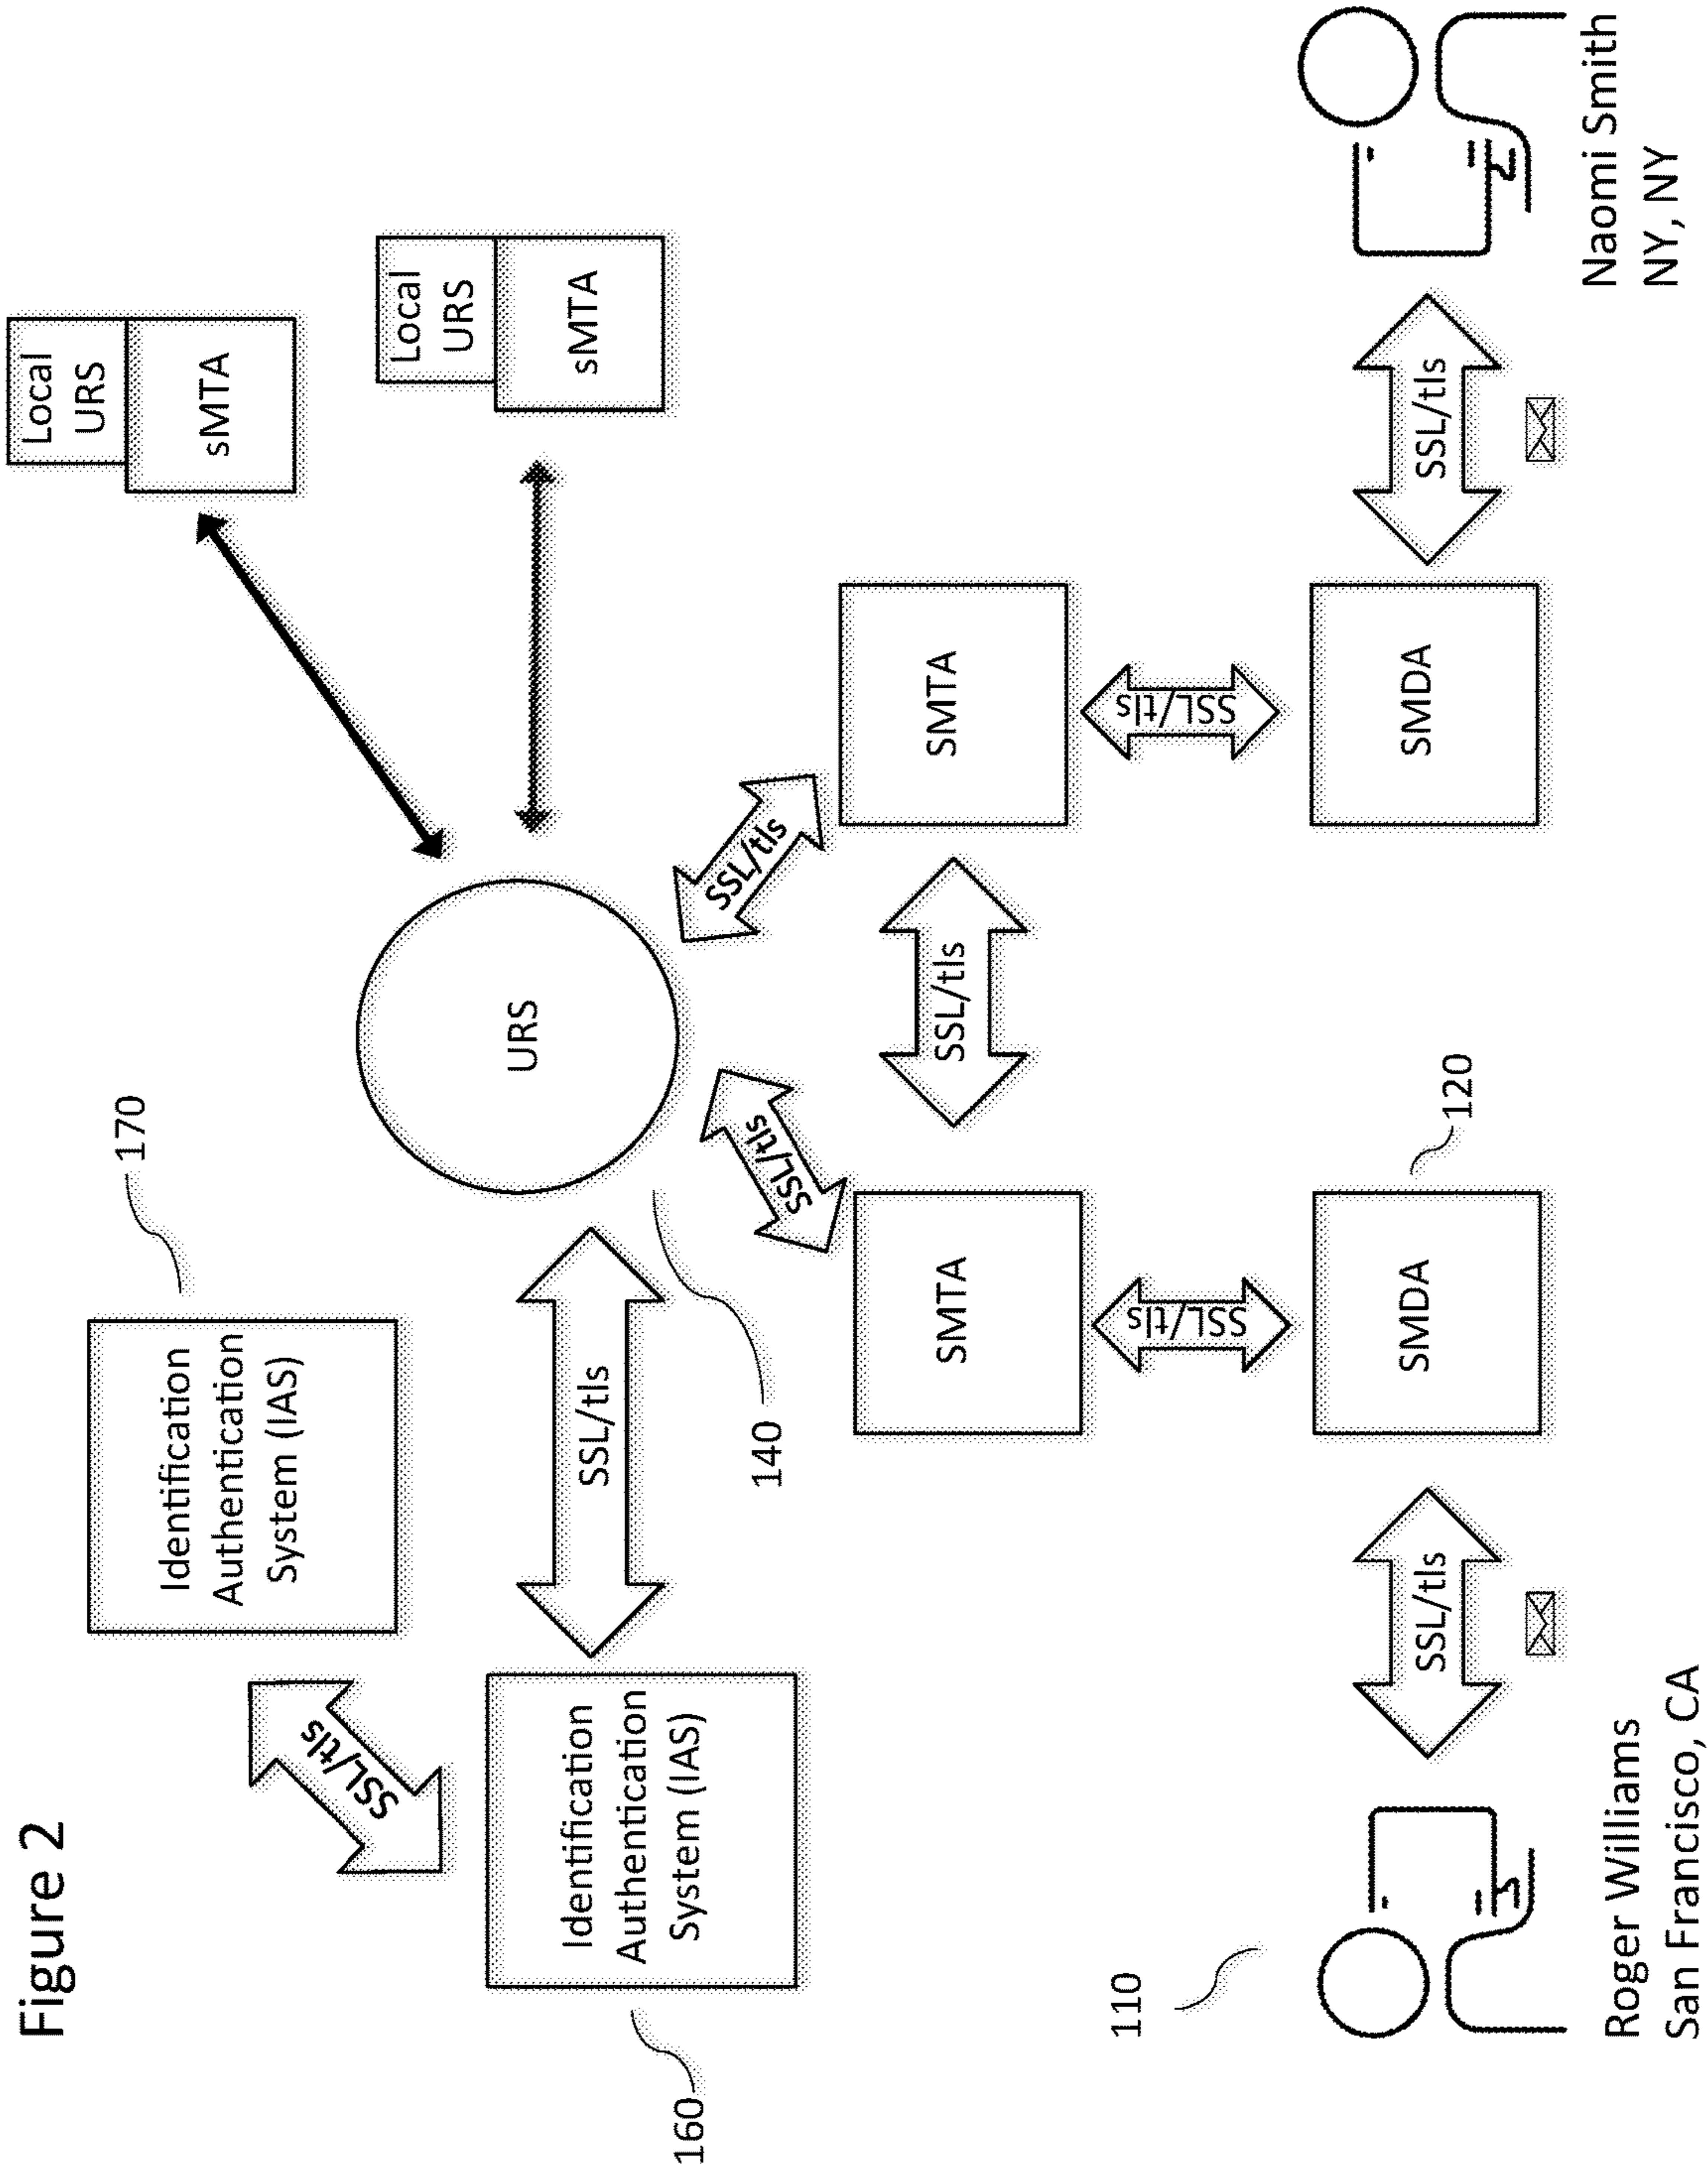 Figure 2
170
Identification
Authentication
System (IAS)
Local
URS
sMTA
Local
URS
sMTA
SSL/tls
160
Identification
Authentication
System (IAS)
SSL/tls
URS
140
SSL/tls
SSL/tls
SMTA
SSL/tls
SMTA
SSL/tls
SSL/tls
110
SSL/tls
SMDA
120
SMDA
SSL/tls
Roger Williams
San Francisco, CA
Naomi Smith
NY, NY